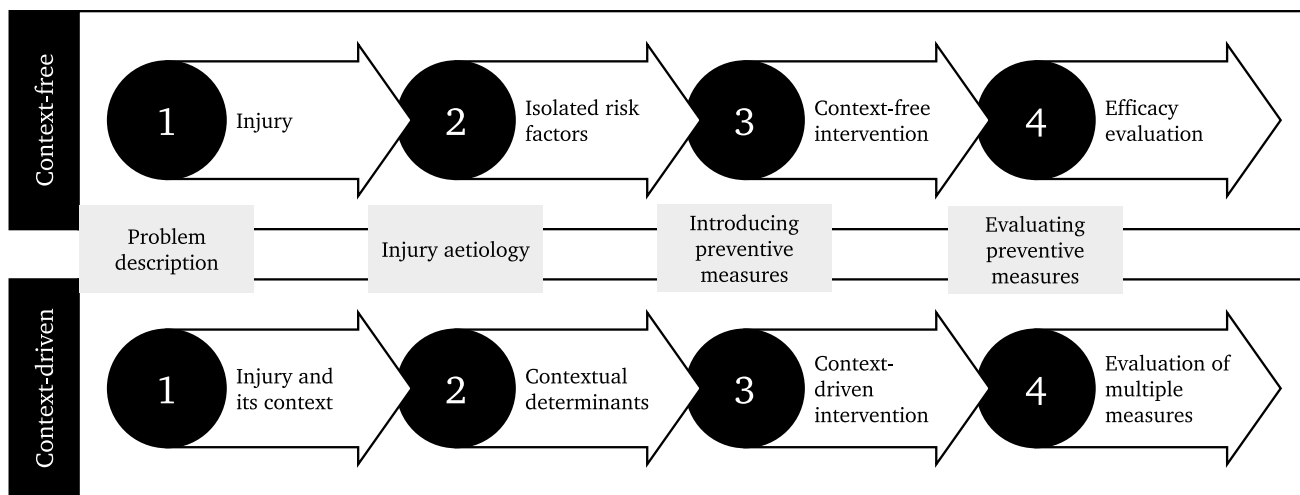 Context-free
1
Injury
2
Isolated risk
factors
3
Context-free
intervention
4
Efficacy
evaluation
Problem
description
Injury aetiology
Introducing
preventive
measures
Evaluating
preventive
measures
Context-driven
1
Injury and
its context
2
Contextual
determinants
3
Context-
driven
intervention
4
Evaluation of
multiple
measures